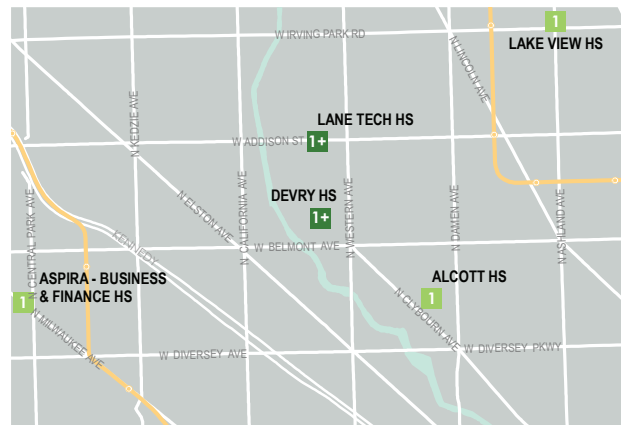 1
W IRVING PARK RD
LAKE VIEW HS
N LINCOLN AVE
N KEDZIE AVE
LANE TECH HS
W ADDISON ST
1+
N ELSTON AVE
N CALIFORNIA AVE
DEVRY HS
1+
N WESTERN AVE
N DAMEN AVE
N ASHLAND AVE
N CENTRAL PARK AVE
KENNEDY
W BELMONT AVE
ASPIRA - BUSINESS
& FINANCE HS
1
ALCOTT HS
1
N CLYBOURN AVE
N MILWAUKEE AVE
W DIVERSEY AVE
W DIVERSEY PKWY